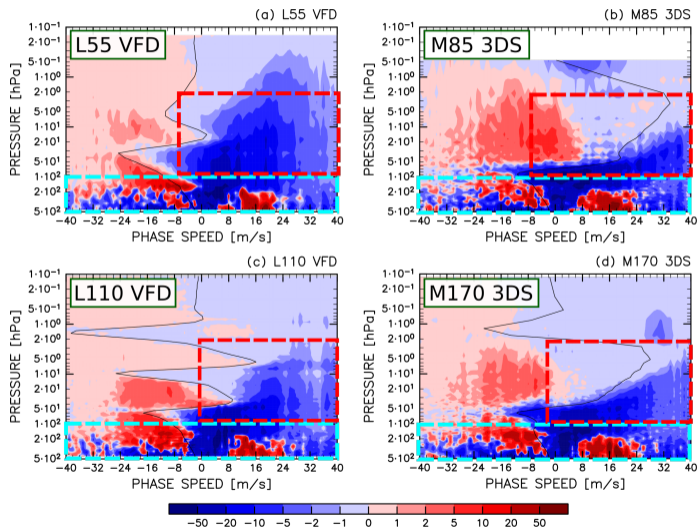 (a) L55 VFD
(b) M85 3DS
L55 VFD
M85 3DS
PRESSURE [hPa]
1·10⁻¹
2·10⁻¹
5·10⁻¹
1·10⁰
2·10⁰
5·10⁰
1·10¹
2·10¹
5·10¹
1·10²
2·10²
5·10²
−40 −32 −24 −16 −8 0 8 16 24 32 40
PHASE SPEED [m/s]
PRESSURE [hPa]
1·10⁻¹
2·10⁻¹
5·10⁻¹
1·10⁰
2·10⁰
5·10⁰
1·10¹
2·10¹
5·10¹
1·10²
2·10²
5·10²
−40 −32 −24 −16 −8 0 8 16 24 32 40
PHASE SPEED [m/s]
(c) L110 VFD
(d) M170 3DS
L110 VFD
M170 3DS
PRESSURE [hPa]
1·10⁻¹
2·10⁻¹
5·10⁻¹
1·10⁰
2·10⁰
5·10⁰
1·10¹
2·10¹
5·10¹
1·10²
2·10²
5·10²
−40 −32 −24 −16 −8 0 8 16 24 32 40
PHASE SPEED [m/s]
PRESSURE [hPa]
1·10⁻¹
2·10⁻¹
5·10⁻¹
1·10⁰
2·10⁰
5·10⁰
1·10¹
2·10¹
5·10¹
1·10²
2·10²
5·10²
−40 −32 −24 −16 −8 0 8 16 24 32 40
PHASE SPEED [m/s]
−50 −20 −10 −5 −2 −1 0 1 2 5 10 20 50